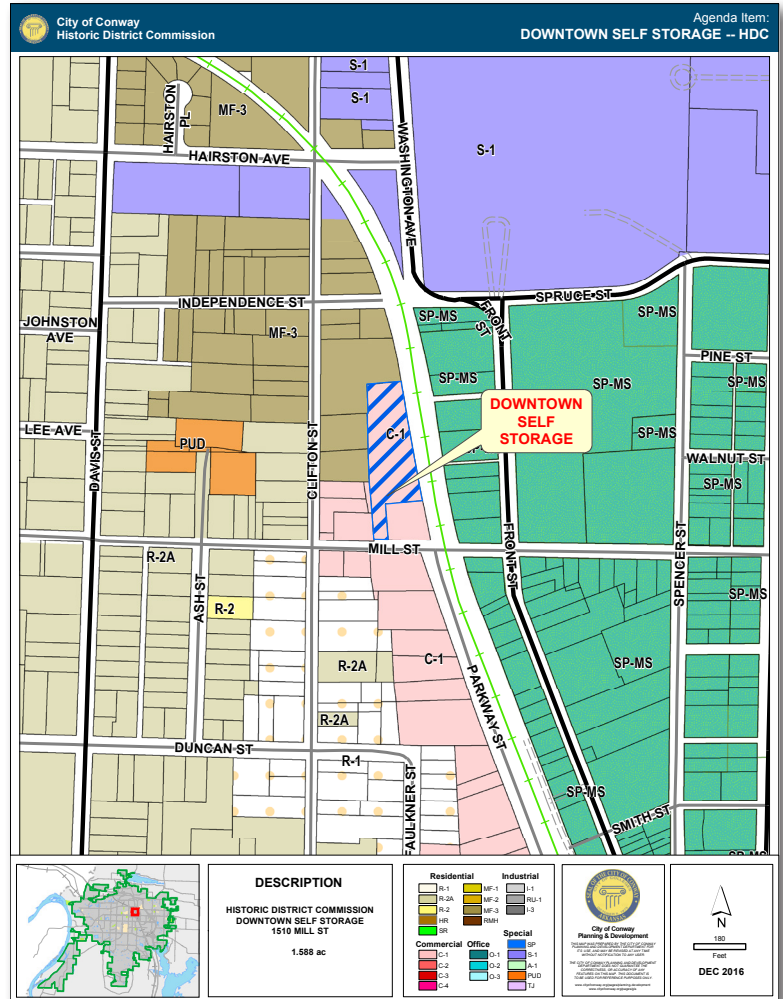 City of Conway
Historic District Commission
Agenda Item:
DOWNTOWN SELF STORAGE -- HDC
S-1
S-1
MF-3
HAIRSTON
PL
HAIRSTON AVE
WASHINGTON AVE
S-1
INDEPENDENCE ST
SPRUCE ST
FRONT
ST
SP-MS
SP-MS
JOHNSTON
AVE
MF-3
PINE ST
SP-MS
SP-MS
SP-MS
DOWNTOWN
SELF
STORAGE
C-1
LEE AVE
DAVIS ST
PUD
CLIFTON ST
SP-MS
WALNUT ST
SP-MS
MILL ST
FRONT ST
SPENCER ST
R-2A
ASH ST
R-2
SP-MS
R-2A
C-1
SP-MS
PARKWAY ST
R-2A
DUNCAN ST
R-1
FAULKNER ST
SP-MS
SMITH ST
SP-MS
DESCRIPTION
HISTORIC DISTRICT COMMISSION
DOWNTOWN SELF STORAGE
1510 MILL ST
1.588 ac
Residential
R-1
R-2A
R-2
HR
SR
MF-1
MF-2
MF-3
RMH
Industrial
I-1
RU-1
I-3
Commercial
C-1
C-2
C-3
C-4
Office
O-1
O-2
O-3
Special
SP
S-1
A-1
PUD
TJ
City of Conway
Planning & Development
N
180
Feet
DEC 2016